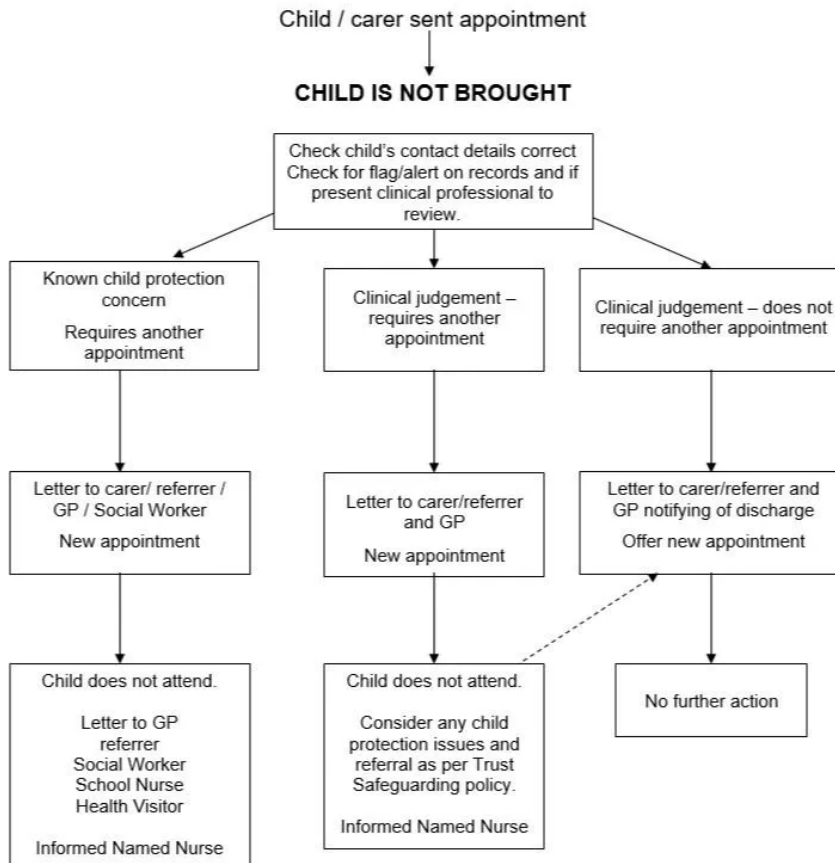 Child / carer sent appointment
CHILD IS NOT BROUGHT
Check child's contact details correct
Check for flag/alert on records and if
present clinical professional to
review.
Known child protection
concern
Requires another
appointment
Clinical judgement –
requires another
appointment
Clinical judgement – does not
require another appointment
Letter to carer/ referrer /
GP / Social Worker
New appointment
Letter to carer/referrer
and GP
New appointment
Letter to carer/referrer and
GP notifying of discharge
Offer new appointment
Child does not attend.
Letter to GP
referrer
Social Worker
School Nurse
Health Visitor
Informed Named Nurse
Child does not attend.
Consider any child
protection issues and
referral as per Trust
Safeguarding policy.
Informed Named Nurse
No further action